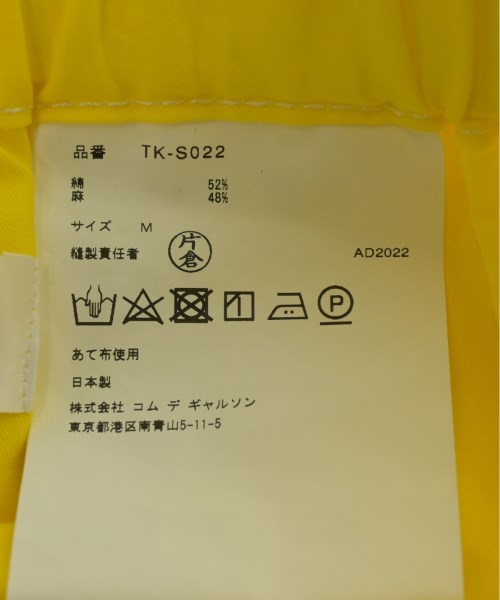 品番 TK-S022
綿 52%
麻 48%
サイズ M
縫製責任者 片倉 AD2022
P
あて布使用
日本製
株式会社 コム デ ギャルソン
東京都港区南青山5-11-5